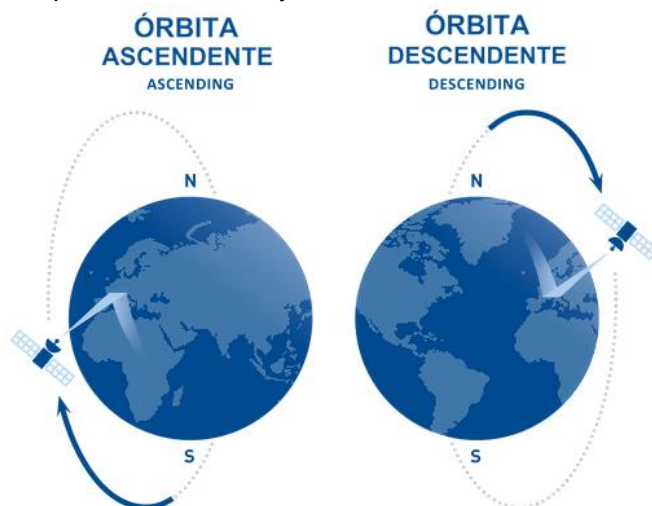 ÓRBITA
ASCENDENTE
ASCENDING
N
S
ÓRBITA
DESCENDENTE
DESCENDING
N
S